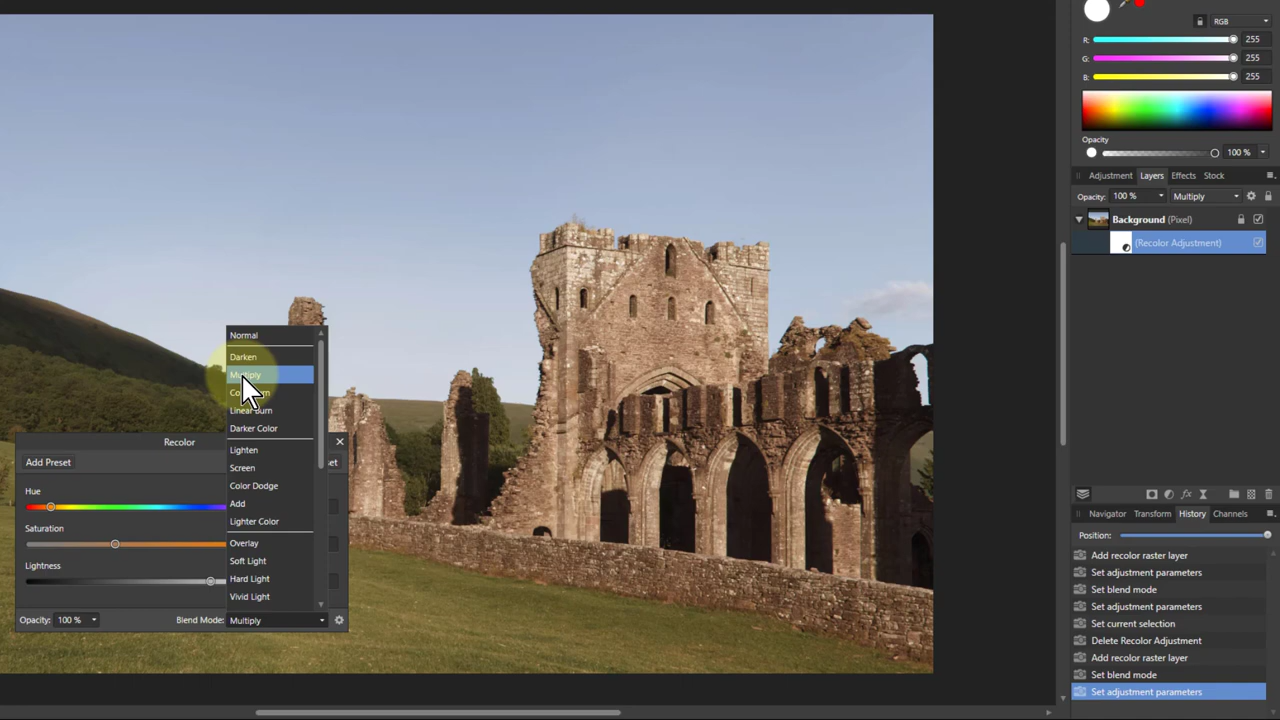 RGB
R:
255
G:
255
B:
255
Opacity
100 %
Adjustment
Layers
Effects
Stock
Opacity:
100 %
Multiply
Background (Pixel)
(Recolor Adjustment)
Navigator
Transform
History
Channels
Position:
Add recolor raster layer
Set adjustment parameters
Set blend mode
Set adjustment parameters
Set current selection
Delete Recolor Adjustment
Add recolor raster layer
Set blend mode
Set adjustment parameters
Recolor
Add Preset
Hue
Saturation
Lightness
Opacity:
100 %
Blend Mode:
Multiply
Normal
Darken
Multiply
Linear Burn
Darker Color
Lighten
Screen
Color Dodge
Add
Lighter Color
Overlay
Soft Light
Hard Light
Vivid Light